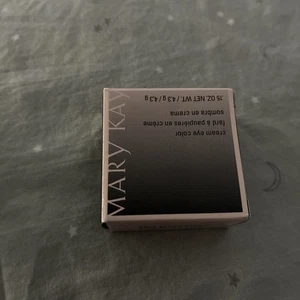 MARY KAY
cream eye color
fard à paupières en crème
sombra en crema
.15 OZ. NET WT. / 4.3 g / 4,3 g